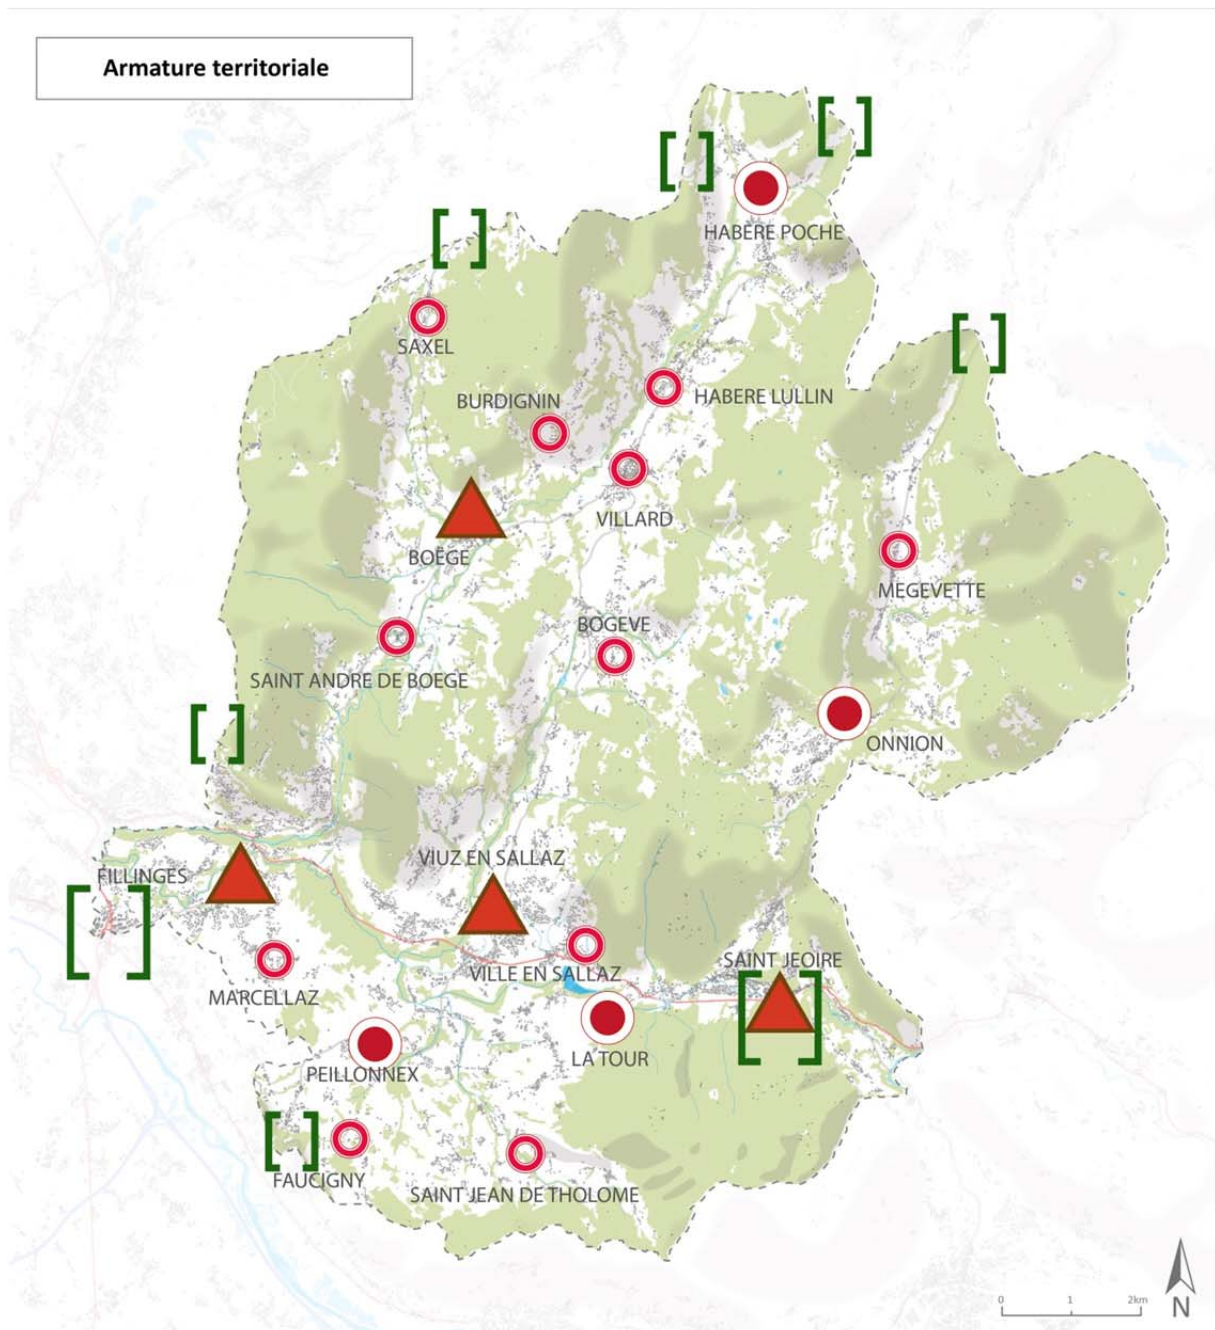 Armature territoriale
HABERE POCHE
SAXEL
BURDIGNIN
HABERE LULLIN
VILLARD
BOËGE
MEGEVETTE
BOGEVE
SAINT ANDRE DE BOEGE
ONNION
VIUZ EN SALLAZ
FILLINGES
SAINT JEOIRE
VILLE EN SALLAZ
MARCELLAZ
LA TOUR
PEILLONNEX
FAUCIGNY
SAINT JEAN DE THOLOME
0 1 2km
N